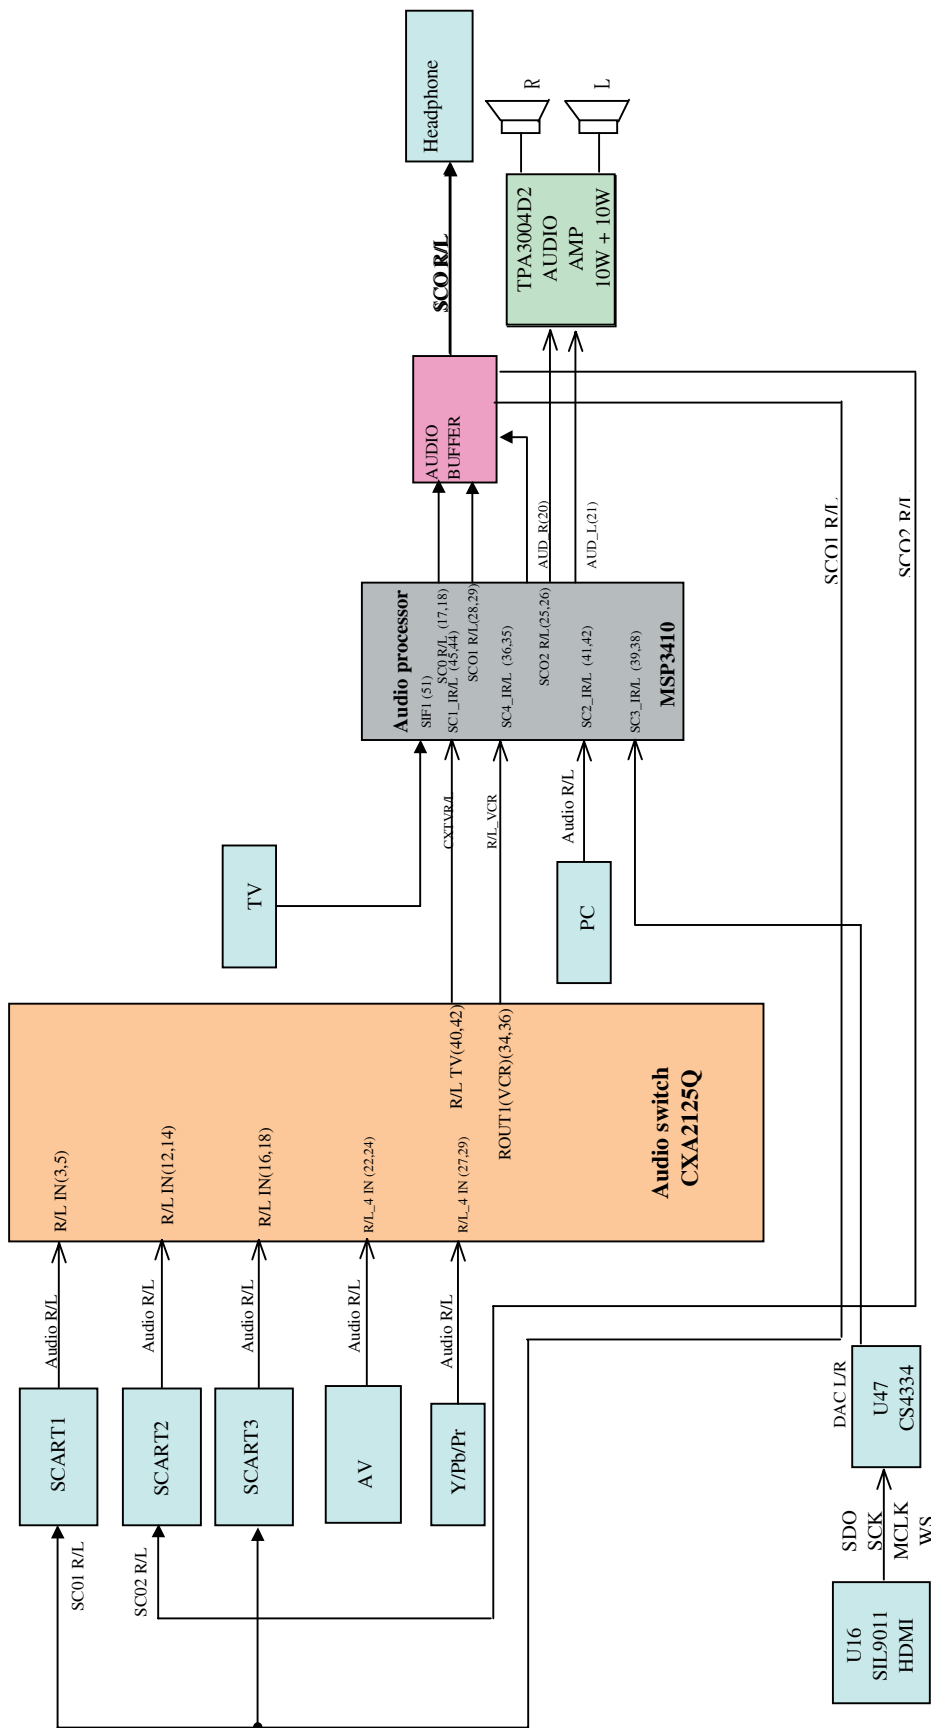 SCART1
SCART2
SCART3
AV
Y/Pb/Pr
SC01 R/L
SC02 R/L
Audio R/L
Audio R/L
Audio R/L
Audio R/L
Audio R/L
R/L IN(3,5)
R/L IN(12,14)
R/L IN(16,18)
R/L_4 IN (22,24)
R/L_4 IN (27,29)
R/L TV(40,42)
ROUT1(VCR)(34,36)
Audio switch
CXA2125Q
TV
PC
CXTVR/L
R/L_VCR
Audio R/L
Audio processor
SIF1 (51)
SC0 R/L (17,18)
SC1_IR/L (45,44)
SCO1 R/L(28,29)
SC4_IR/L (36,35)
SCO2 R/L(25,26)
SC2_IR/L (41,42)
SC3_IR/L (39,38)
MSP3410
AUD_R(20)
AUD_L(21)
AUDIO
BUFFER
SCO R/L
Headphone
TPA3004D2
AUDIO
AMP
10W + 10W
R
L
SCO1 R/L
SCO2 R/L
U16
SIL9011
HDMI
SDO
SCK
MCLK
WS
U47
CS4334
DAC L/R